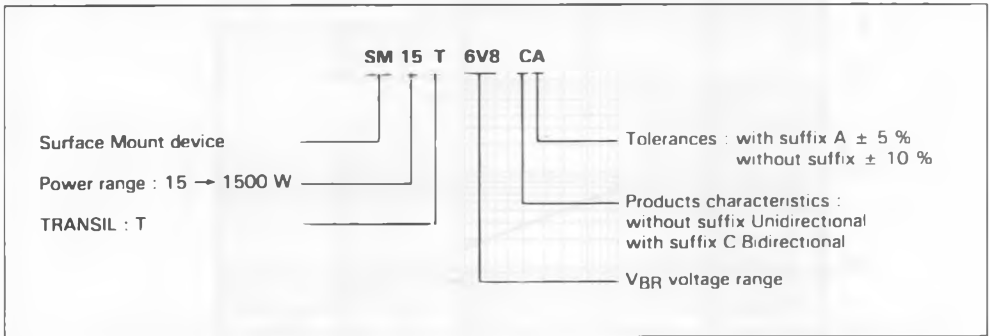 SM 15 T 6V8 CA
Surface Mount device
Power range : 15 → 1500 W
TRANSIL : T
Tolerances : with suffix A ± 5 %
without suffix ± 10 %
Products characteristics :
without suffix Unidirectional
with suffix C Bidirectional
VBR voltage range